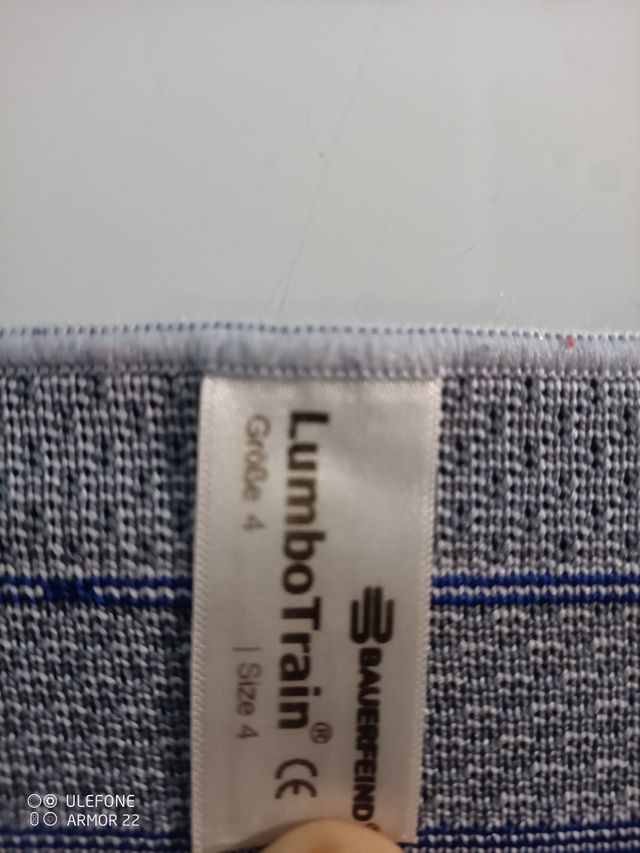 BAUERFEIND®
LumboTrain® CE
Größe 4 | Size 4
ULEFONE
ARMOR 22